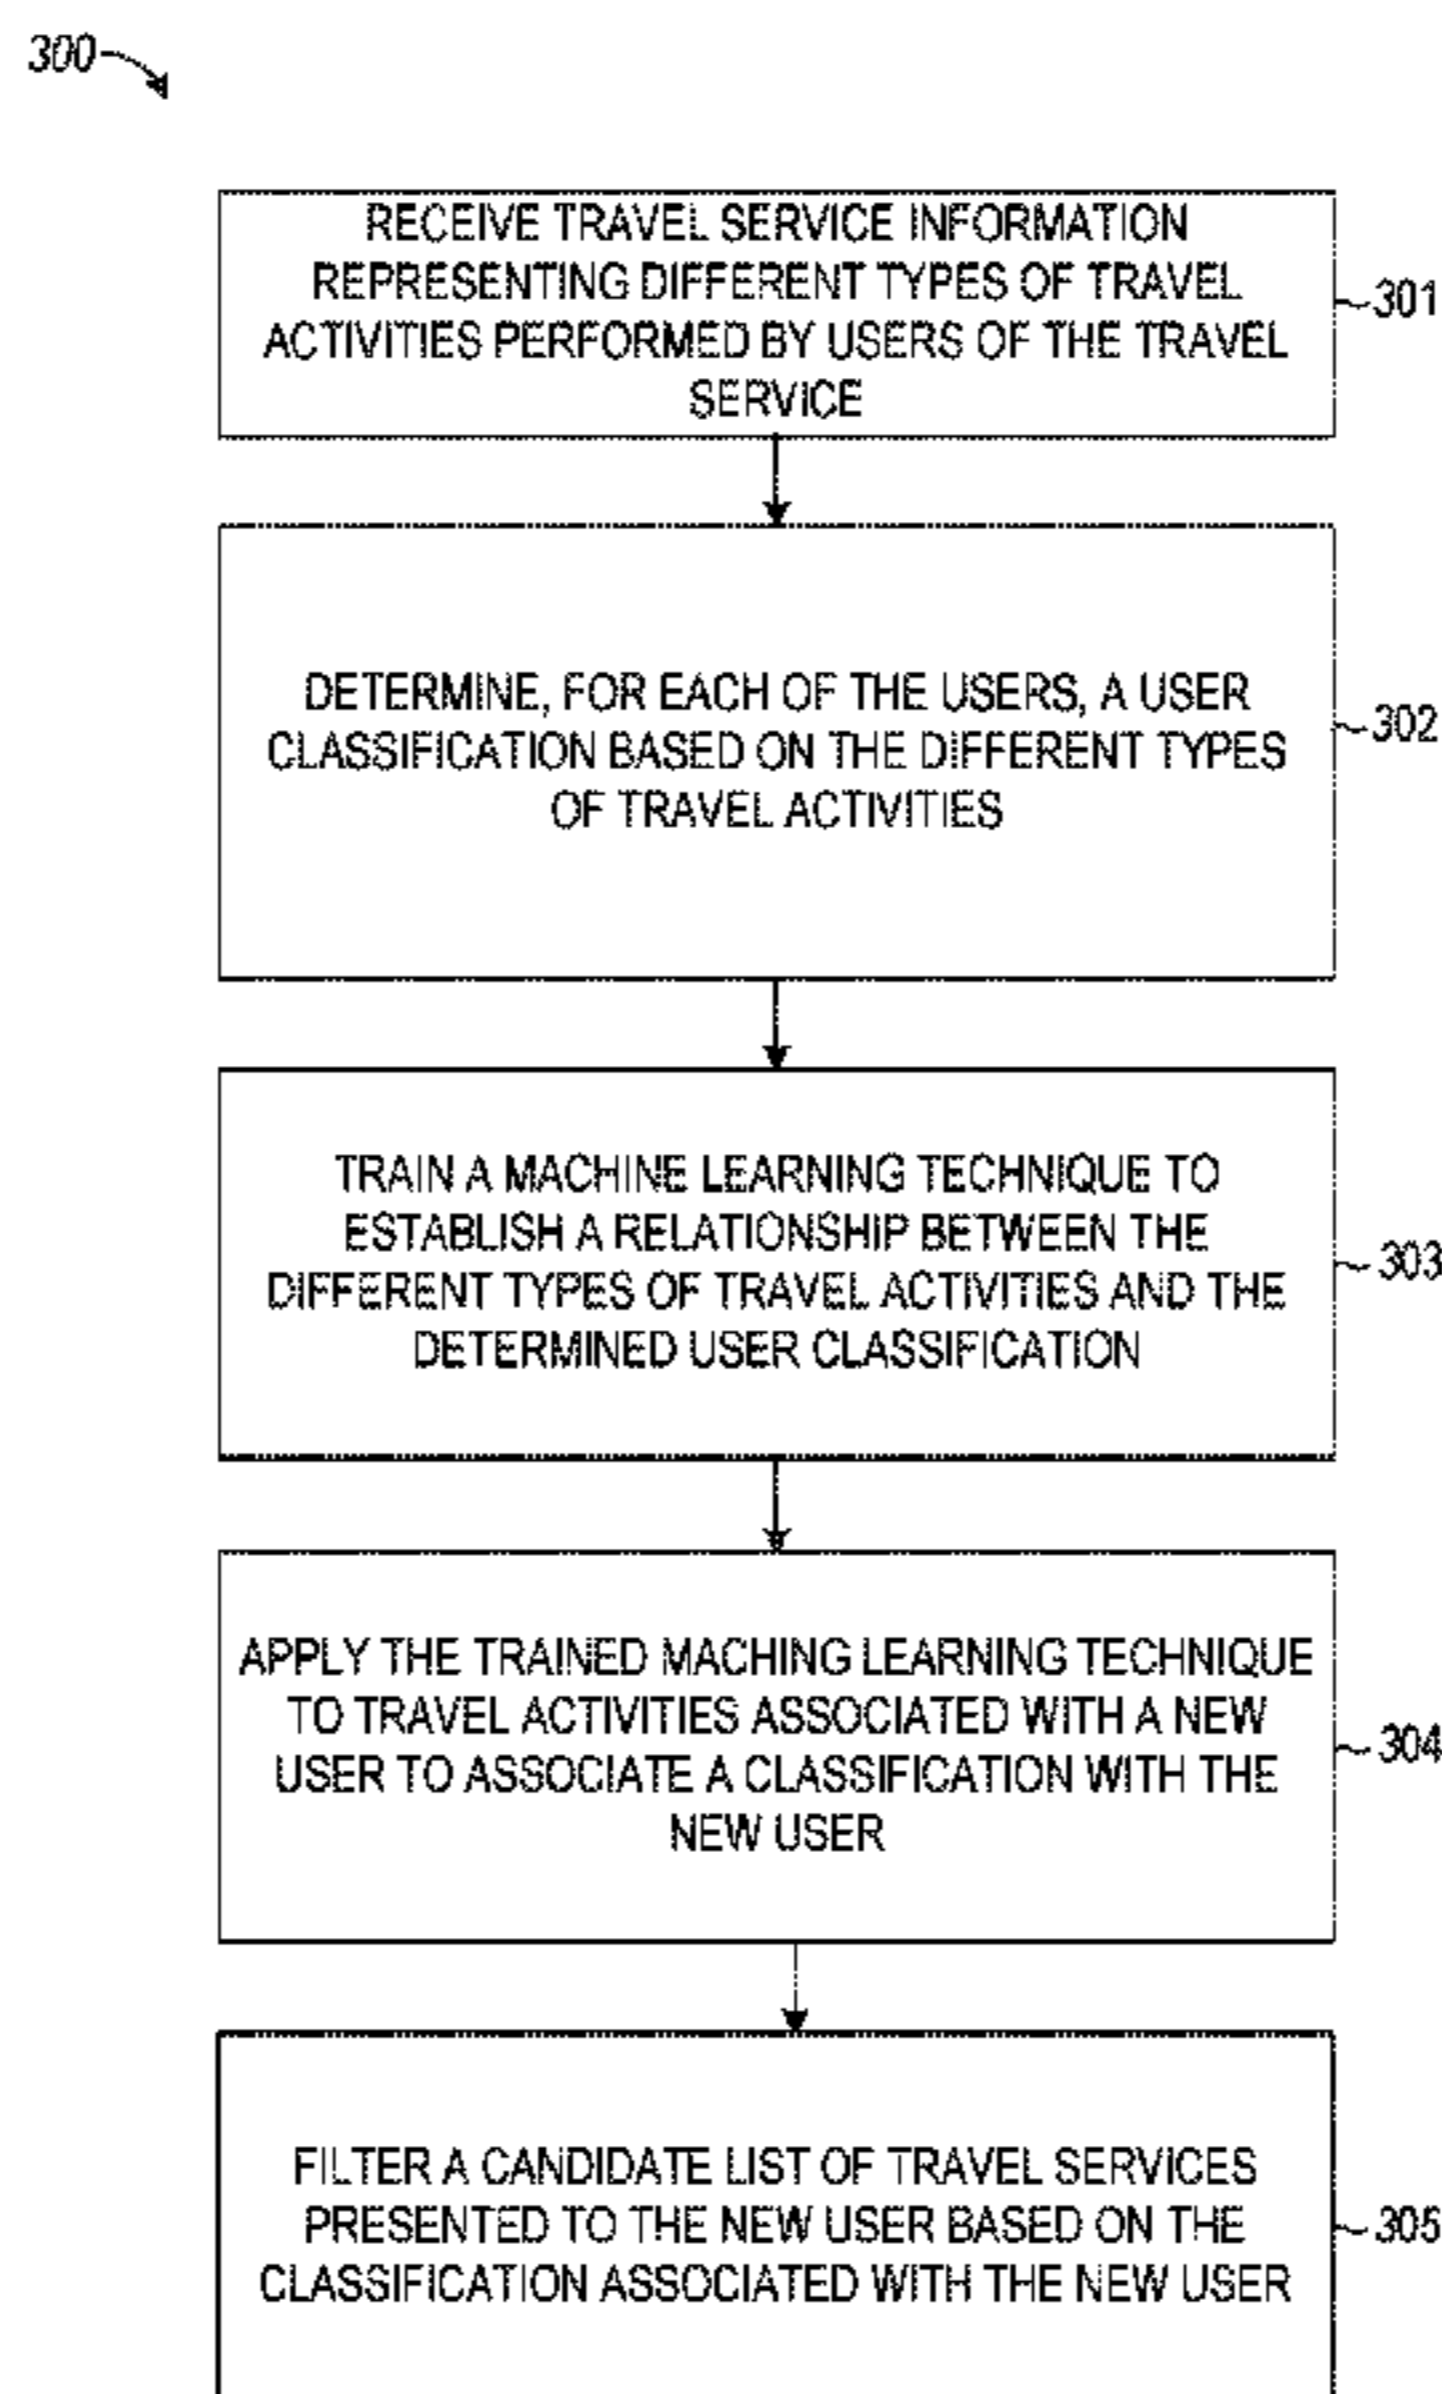 300
RECEIVE TRAVEL SERVICE INFORMATION
REPRESENTING DIFFERENT TYPES OF TRAVEL
ACTIVITIES PERFORMED BY USERS OF THE TRAVEL
SERVICE
301
DETERMINE, FOR EACH OF THE USERS, A USER
CLASSIFICATION BASED ON THE DIFFERENT TYPES
OF TRAVEL ACTIVITIES
302
TRAIN A MACHINE LEARNING TECHNIQUE TO
ESTABLISH A RELATIONSHIP BETWEEN THE
DIFFERENT TYPES OF TRAVEL ACTIVITIES AND THE
DETERMINED USER CLASSIFICATION
303
APPLY THE TRAINED MACHING LEARNING TECHNIQUE
TO TRAVEL ACTIVITIES ASSOCIATED WITH A NEW
USER TO ASSOCIATE A CLASSIFICATION WITH THE
NEW USER
304
FILTER A CANDIDATE LIST OF TRAVEL SERVICES
PRESENTED TO THE NEW USER BASED ON THE
CLASSIFICATION ASSOCIATED WITH THE NEW USER
305